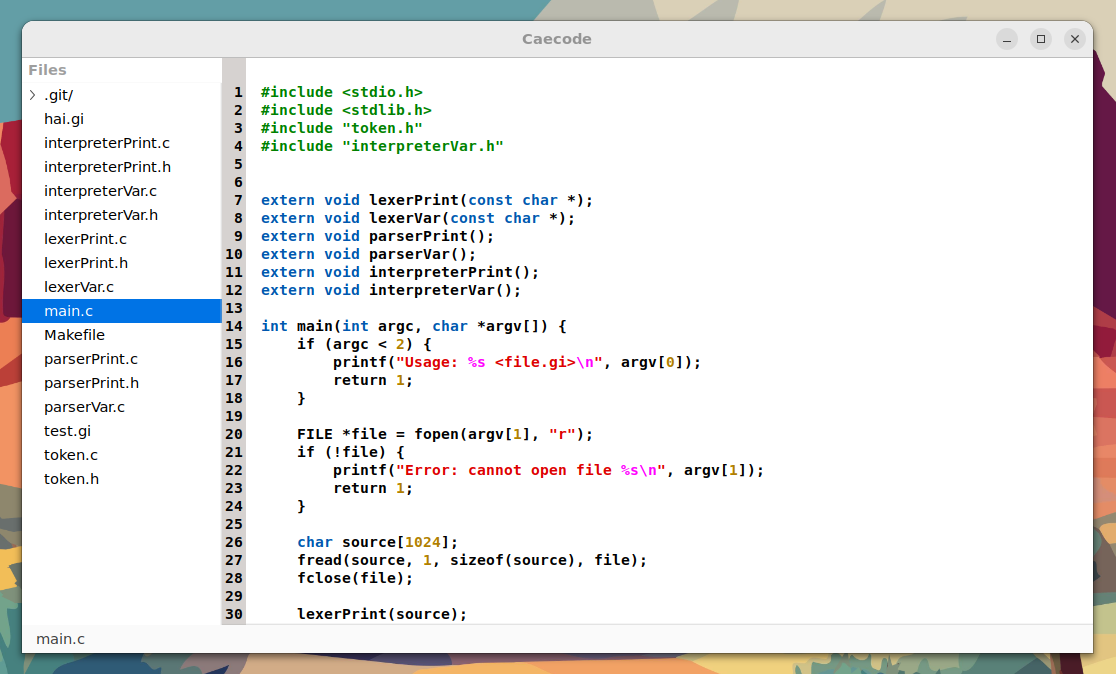 Caecode
Files
.git/
hai.gi
interpreterPrint.c
interpreterPrint.h
interpreterVar.c
interpreterVar.h
lexerPrint.c
lexerPrint.h
lexerVar.c
main.c
Makefile
parserPrint.c
parserPrint.h
parserVar.c
test.gi
token.c
token.h
1 #include <stdio.h>
2 #include <stdlib.h>
3 #include "token.h"
4 #include "interpreterVar.h"
5
6
7 extern void lexerPrint(const char *);
8 extern void lexerVar(const char *);
9 extern void parserPrint();
10 extern void parserVar();
11 extern void interpreterPrint();
12 extern void interpreterVar();
13
14 int main(int argc, char *argv[]) {
15     if (argc < 2) {
16         printf("Usage: %s <file.gi>\n", argv[0]);
17         return 1;
18     }
19
20     FILE *file = fopen(argv[1], "r");
21     if (!file) {
22         printf("Error: cannot open file %s\n", argv[1]);
23         return 1;
24     }
25
26     char source[1024];
27     fread(source, 1, sizeof(source), file);
28     fclose(file);
29
30     lexerPrint(source);
main.c